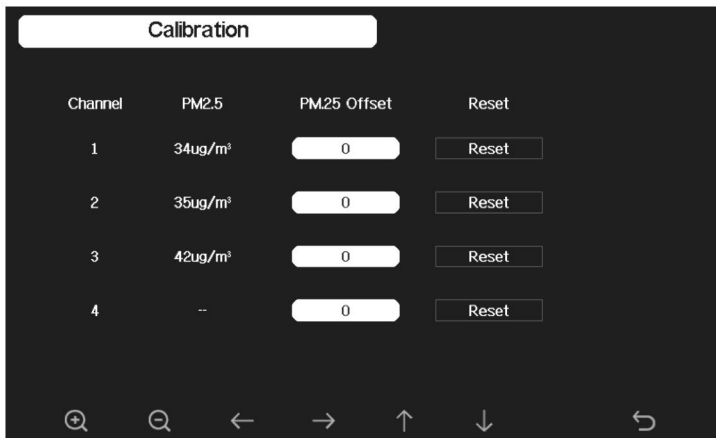 Calibration
Channel PM2.5 PM.25 Offset Reset
1 34ug/m³ 0 Reset
2 35ug/m³ 0 Reset
3 42ug/m³ 0 Reset
4 -- 0 Reset